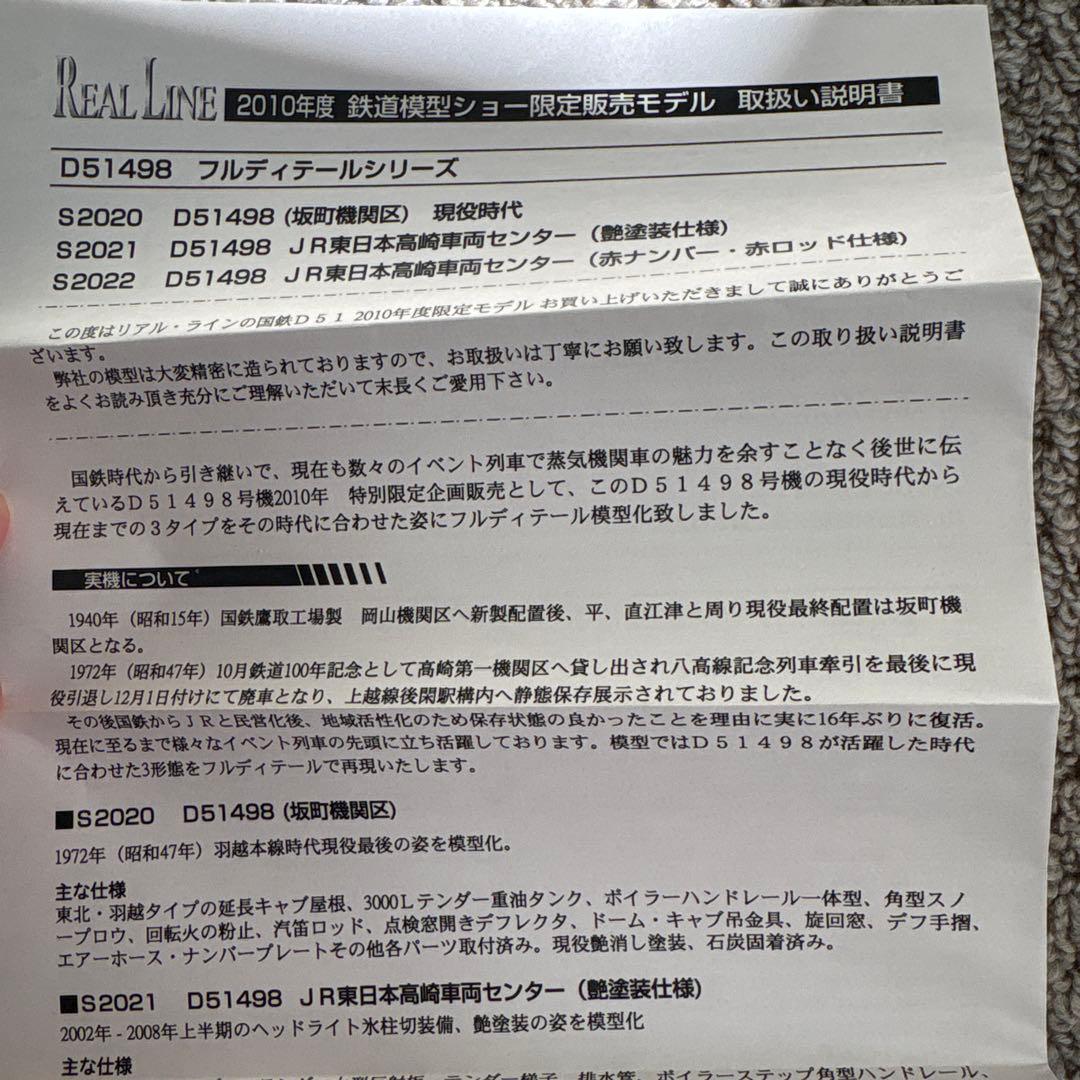 REAL LINE 2010年度 鉄道模型ショー限定販売モデル 取扱い説明書
D51498 フルディテールシリーズ
S2020 D51498 (坂町機関区) 現役時代
S2021 D51498 JR東日本高崎車両センター(艶塗装仕様)
S2022 D51498 JR東日本高崎車両センター(赤ナンバー・赤ロッド仕様)
この度はリアル・ラインの国鉄D51 2010年度限定モデル お買い上げいただきまして誠にありがとうご
ざいます。
弊社の模型は大変精密に造られておりますので、お取扱いは丁寧にお願い致します。この取り扱い説明書
をよくお読み頂き充分にご理解いただいて末長くご愛用下さい。
国鉄時代から引き継いで、現在も数々のイベント列車で蒸気機関車の魅力を余すことなく後世に伝
えているD51498号機2010年 特別限定企画販売として、このD51498号機の現役時代から
現在までの3タイプをその時代に合わせた姿にフルディテール模型化致しました。
実機について
1940年(昭和15年)国鉄鷹取工場製 岡山機関区へ新製配置後、平、直江津と周り現役最終配置は坂町機
関区となる。
1972年(昭和47年)10月鉄道100年記念として高崎第一機関区へ貸し出され八高線記念列車牽引を最後に現
役引退し12月1日付けにて廃車となり、上越線後閑駅構内へ静態保存展示されておりました。
その後国鉄からJRと民営化後、地域活性化のため保存状態の良かったことを理由に実に16年ぶりに復活。
現在に至るまで様々なイベント列車の先頭に立ち活躍しております。模型ではD51498が活躍した時代
に合わせた3形態をフルディテールで再現いたします。
■S2020 D51498 (坂町機関区)
1972年(昭和47年)羽越本線時代現役最後の姿を模型化。
主な仕様
東北・羽越タイプの延長キャブ屋根、3000Lテンダー重油タンク、ボイラーハンドレール一体型、角型スノ
ープロウ、回転火の粉止、汽笛ロッド、点検窓開きデフレクタ、ドーム・キャブ吊金具、旋回窓、デフ手摺、
エアーホース・ナンバープレートその他各パーツ取付済み。現役艶消し塗装、石炭固着済み。
■S2021 D51498 JR東日本高崎車両センター(艶塗装仕様)
2002年-2008年上半期のヘッドライト氷柱切装備、艶塗装の姿を模型化
主な仕様
テンダー梯子、排水管、ボイラーステップ角型ハンドレール、